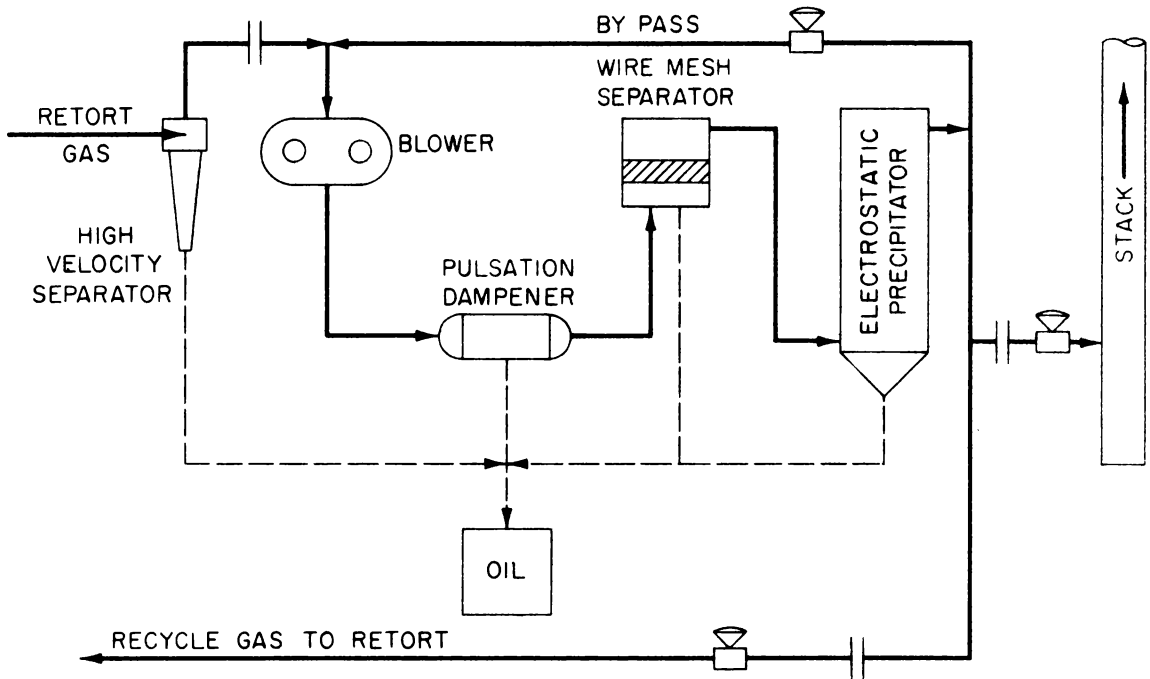 BY PASS
WIRE MESH
SEPARATOR
RETORT
GAS
BLOWER
HIGH
VELOCITY
SEPARATOR
PULSATION
DAMPENER
ELECTROSTATIC
PRECIPITATOR
STACK
OIL
RECYCLE GAS TO RETORT